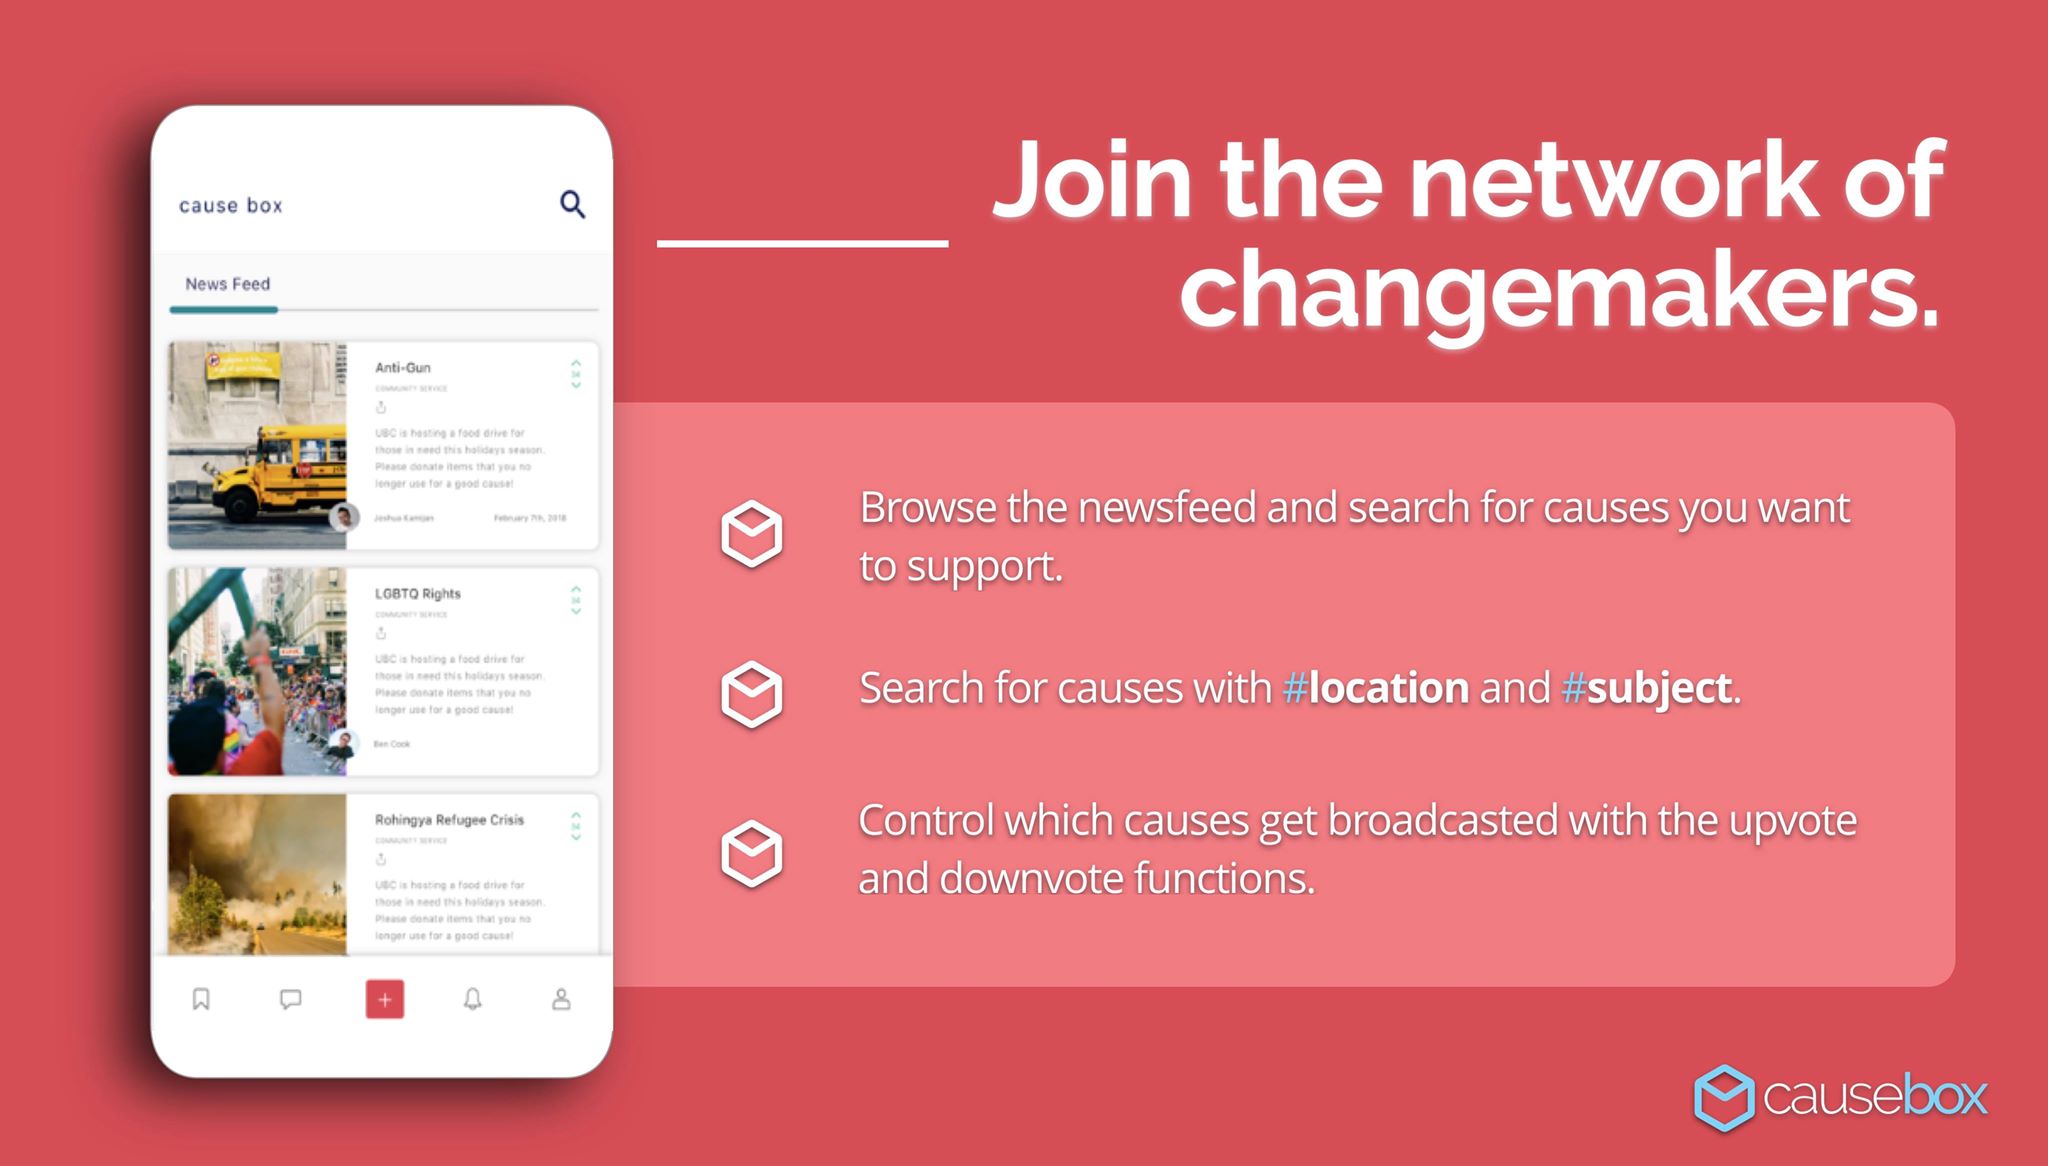 cause box
News Feed
Anti-Gun
COMMUNITY SERVICE
UBC is hosting a food drive for
those in need this holidays season.
Please donate items that you no
longer use for a good cause!
Joshua Kamijan
February 7th, 2018
LGBTQ Rights
COMMUNITY SERVICE
UBC is hosting a food drive for
those in need this holidays season.
Please donate items that you no
longer use for a good cause!
Ben Cook
Rohingya Refugee Crisis
COMMUNITY SERVICE
UBC is hosting a food drive for
those in need this holidays season.
Please donate items that you no
longer use for a good cause!
Join the network of
changemakers.
Browse the newsfeed and search for causes you want
to support.
Search for causes with #location and #subject.
Control which causes get broadcasted with the upvote
and downvote functions.
causebox